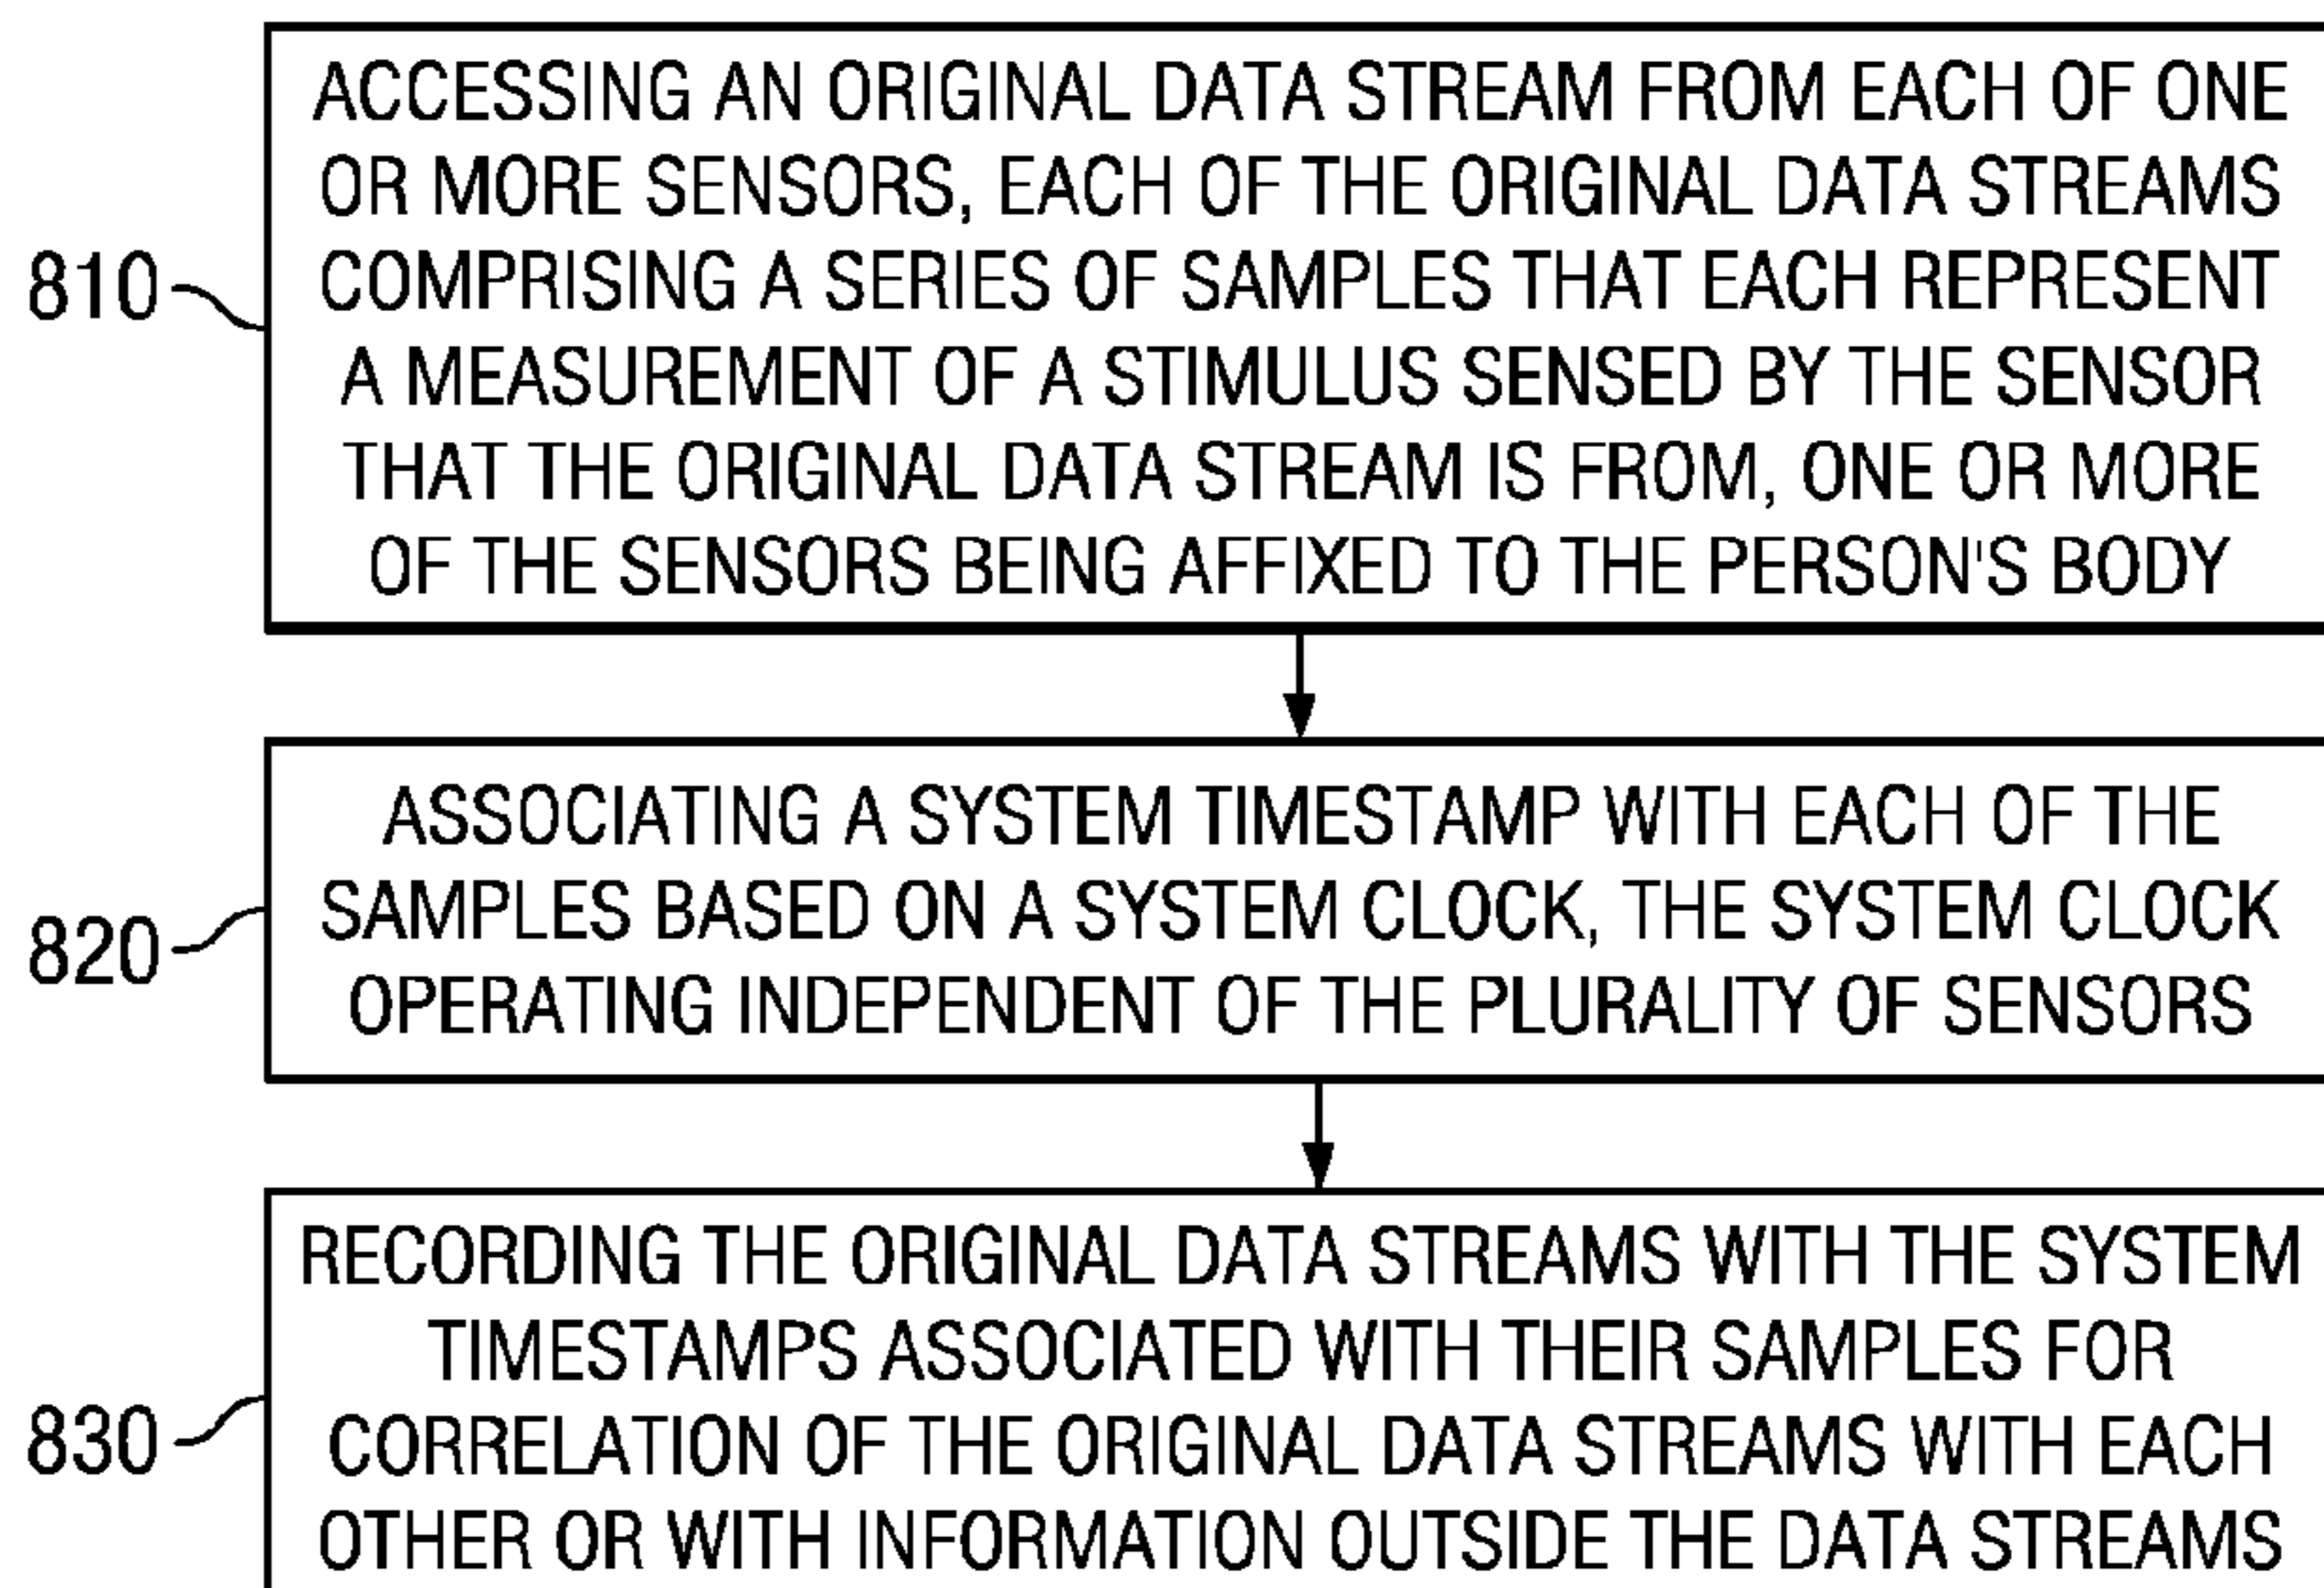 ACCESSING AN ORIGINAL DATA STREAM FROM EACH OF ONE
OR MORE SENSORS, EACH OF THE ORIGINAL DATA STREAMS
810
COMPRISING A SERIES OF SAMPLES THAT EACH REPRESENT
A MEASUREMENT OF A STIMULUS SENSED BY THE SENSOR
THAT THE ORIGINAL DATA STREAM IS FROM, ONE OR MORE
OF THE SENSORS BEING AFFIXED TO THE PERSON'S BODY
ASSOCIATING A SYSTEM TIMESTAMP WITH EACH OF THE
SAMPLES BASED ON A SYSTEM CLOCK, THE SYSTEM CLOCK
820
OPERATING INDEPENDENT OF THE PLURALITY OF SENSORS
RECORDING THE ORIGINAL DATA STREAMS WITH THE SYSTEM
TIMESTAMPS ASSOCIATED WITH THEIR SAMPLES FOR
830
CORRELATION OF THE ORIGINAL DATA STREAMS WITH EACH
OTHER OR WITH INFORMATION OUTSIDE THE DATA STREAMS